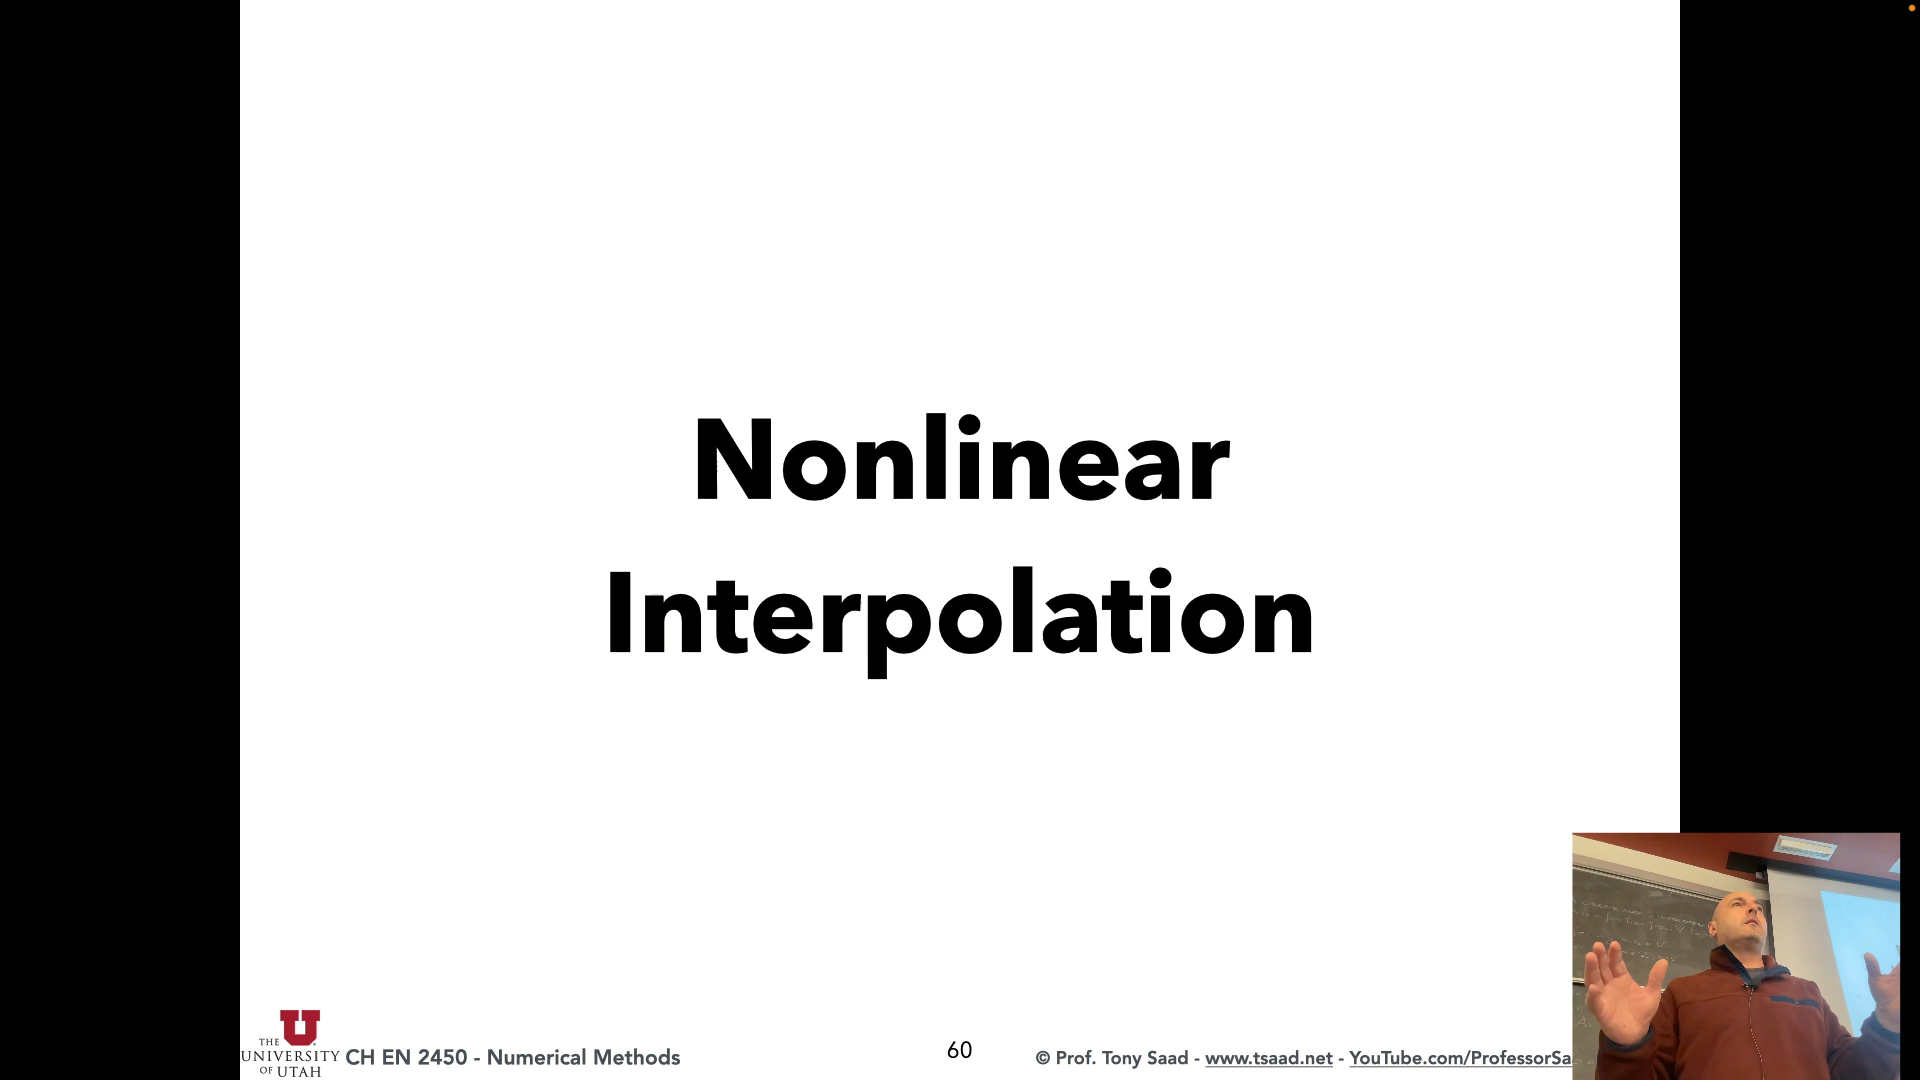 Nonlinear
Interpolation
THE
UNIVERSITY
OF UTAH
CH EN 2450 - Numerical Methods
60
© Prof. Tony Saad - www.tsaad.net - YouTube.com/ProfessorSa